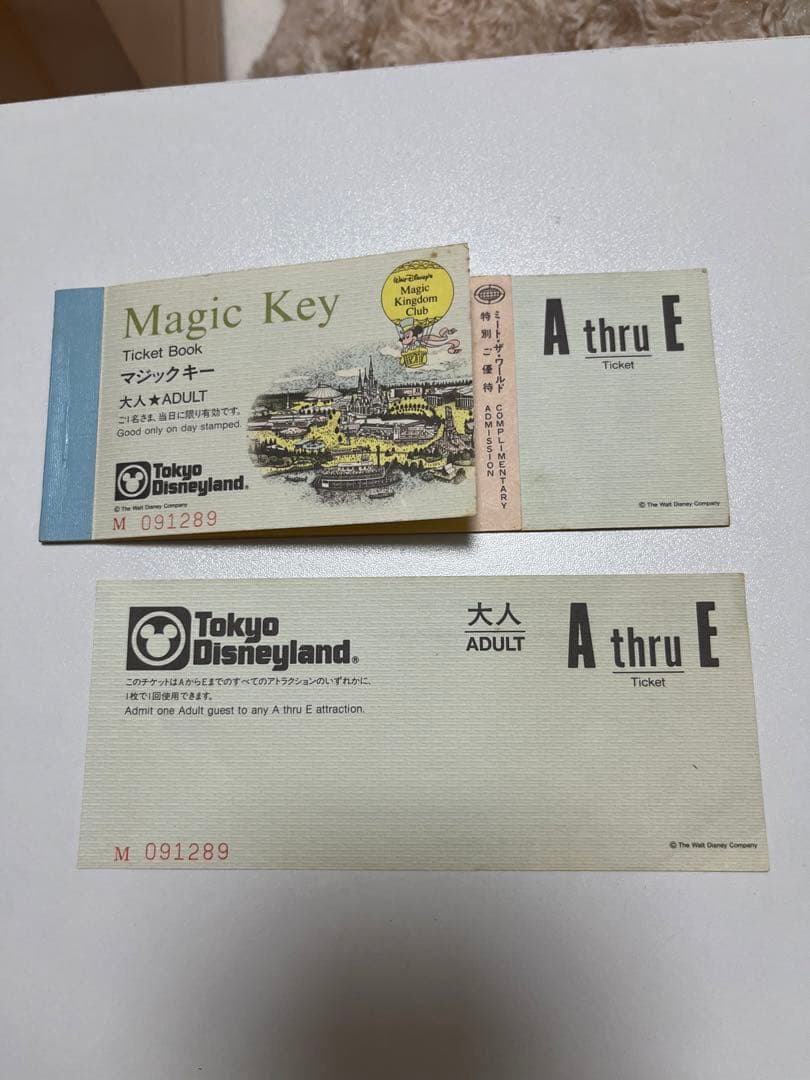 Magic Key
Ticket Book
マジックキー
大人★ADULT
ご1名さま、当日に限り有効です。
Good only on day stamped.
Tokyo
Disneyland®
© The Walt Disney Company
M 091289
Walt Disney's
Magic
Kingdom
Club
ミート・ザ・ワールド
特別ご優待
COMPLIMENTARY
ADMISSION
A thru E
Ticket
© The Walt Disney Company
Tokyo
Disneyland®
このチケットはAからEまでのすべてのアトラクションのいずれかに、
1枚で1回使用できます。
Admit one Adult guest to any A thru E attraction.
大人
ADULT
A thru E
Ticket
M 091289
© The Walt Disney Company